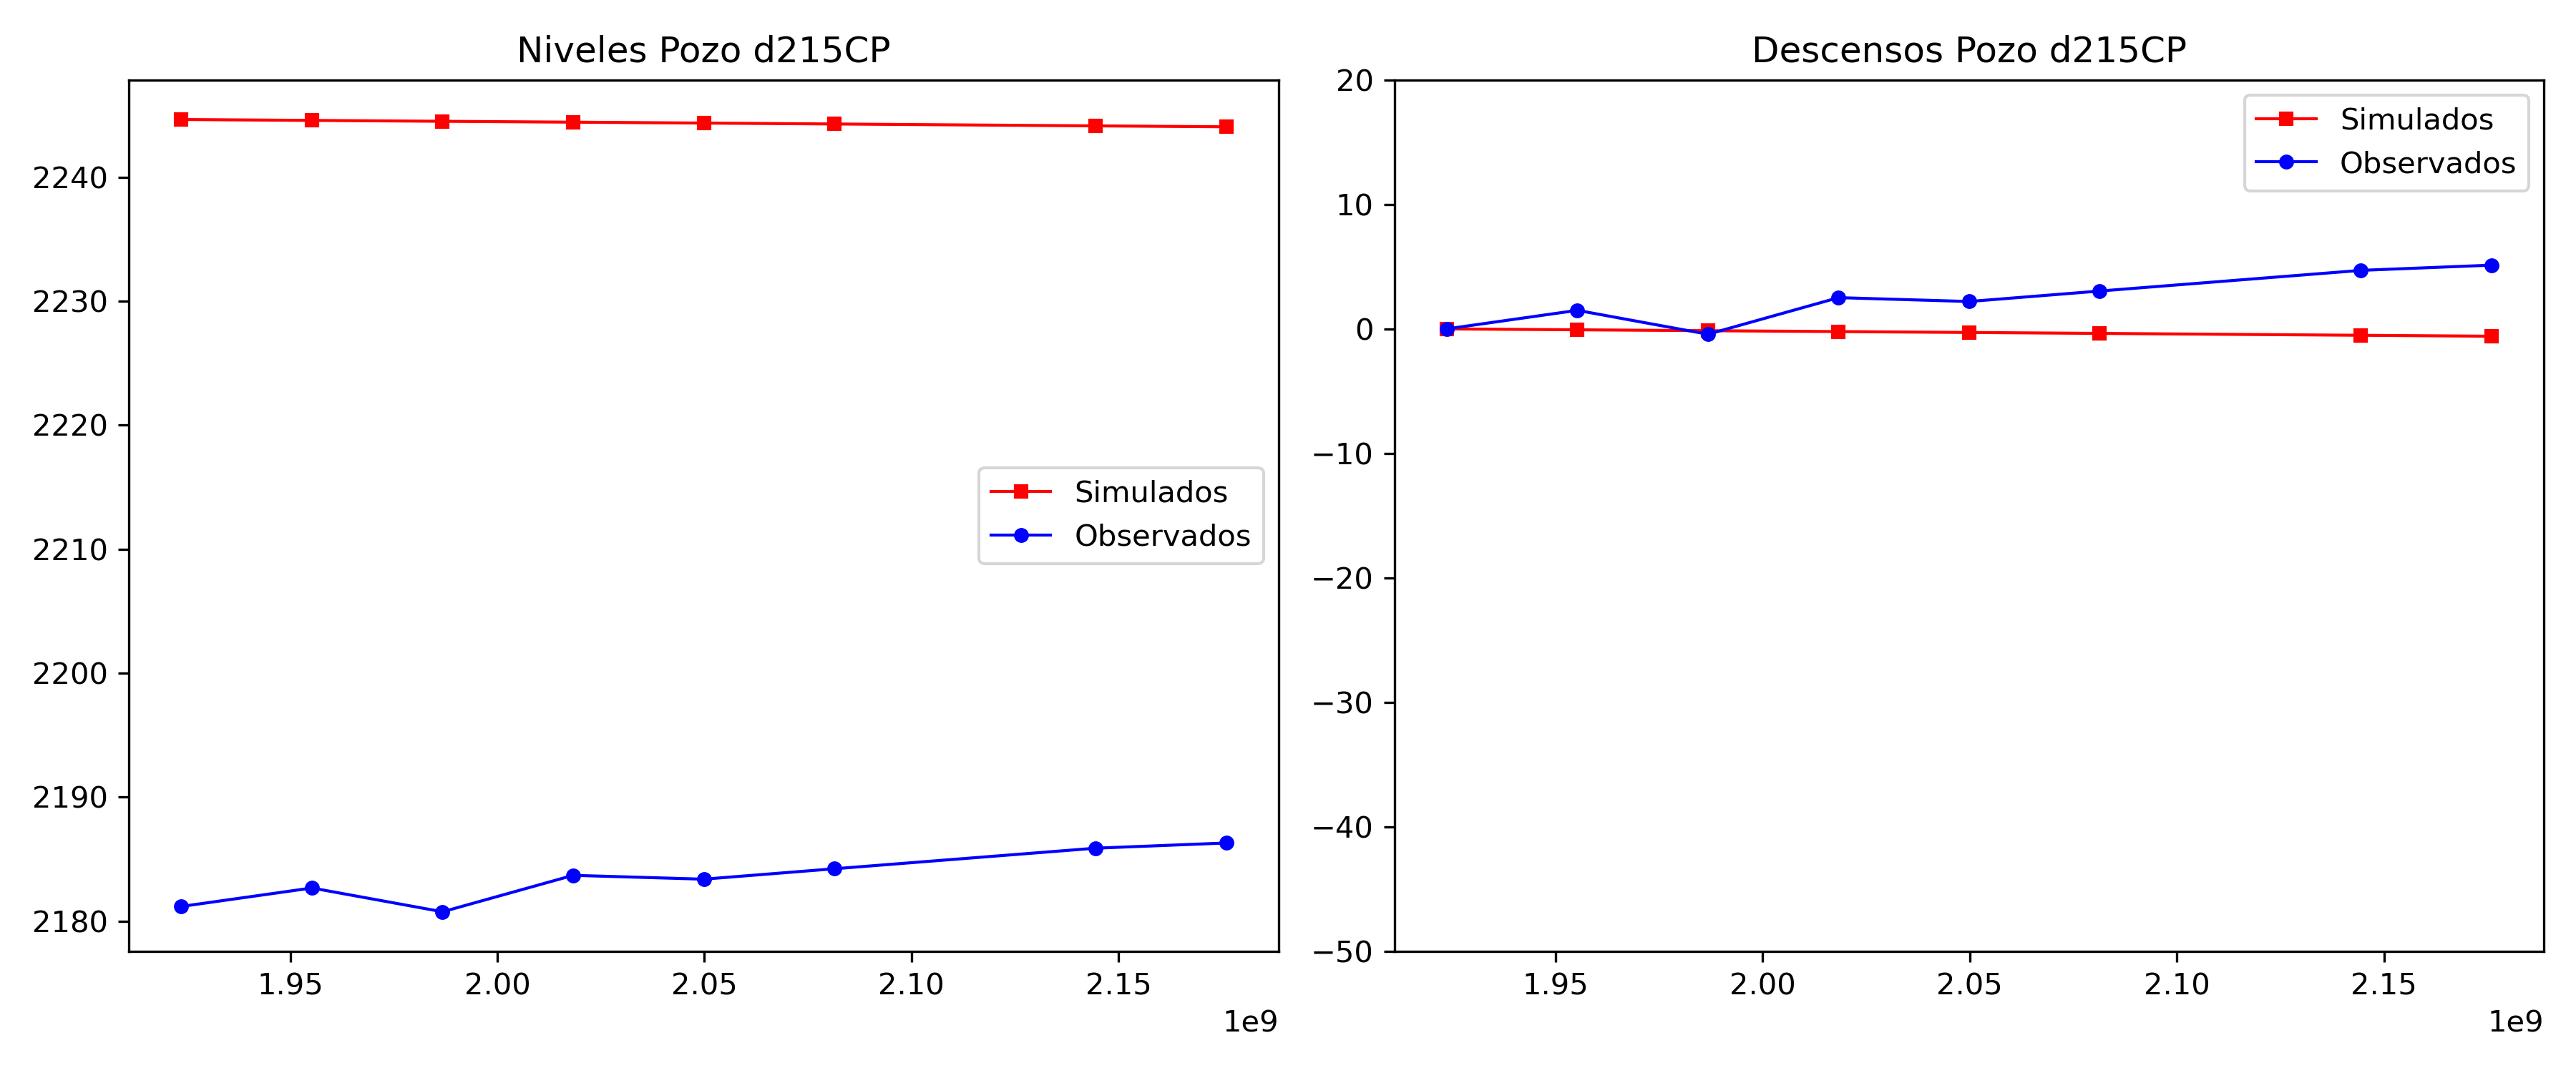 Niveles Pozo d215CP
2240
2230
2220
2210
2200
2190
2180
1.95 2.00 2.05 2.10 2.15
1e9
Simulados
Observados
Descensos Pozo d215CP
20
10
0
−10
−20
−30
−40
−50
1.95 2.00 2.05 2.10 2.15
1e9
Simulados
Observados